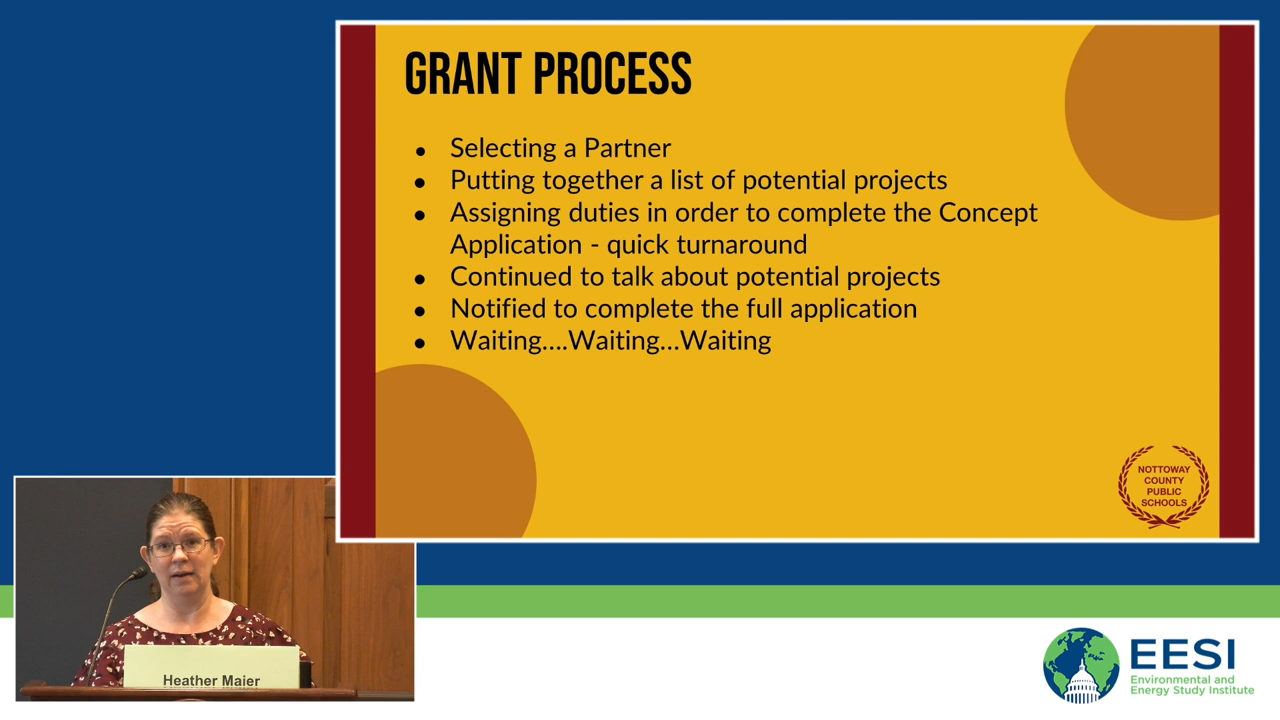 GRANT PROCESS
● Selecting a Partner
● Putting together a list of potential projects
● Assigning duties in order to complete the Concept
Application - quick turnaround
● Continued to talk about potential projects
● Notified to complete the full application
● Waiting....Waiting...Waiting
NOTTOWAY
COUNTY
PUBLIC
SCHOOLS
Heather Maier
EESI
Environmental and
Energy Study Institute